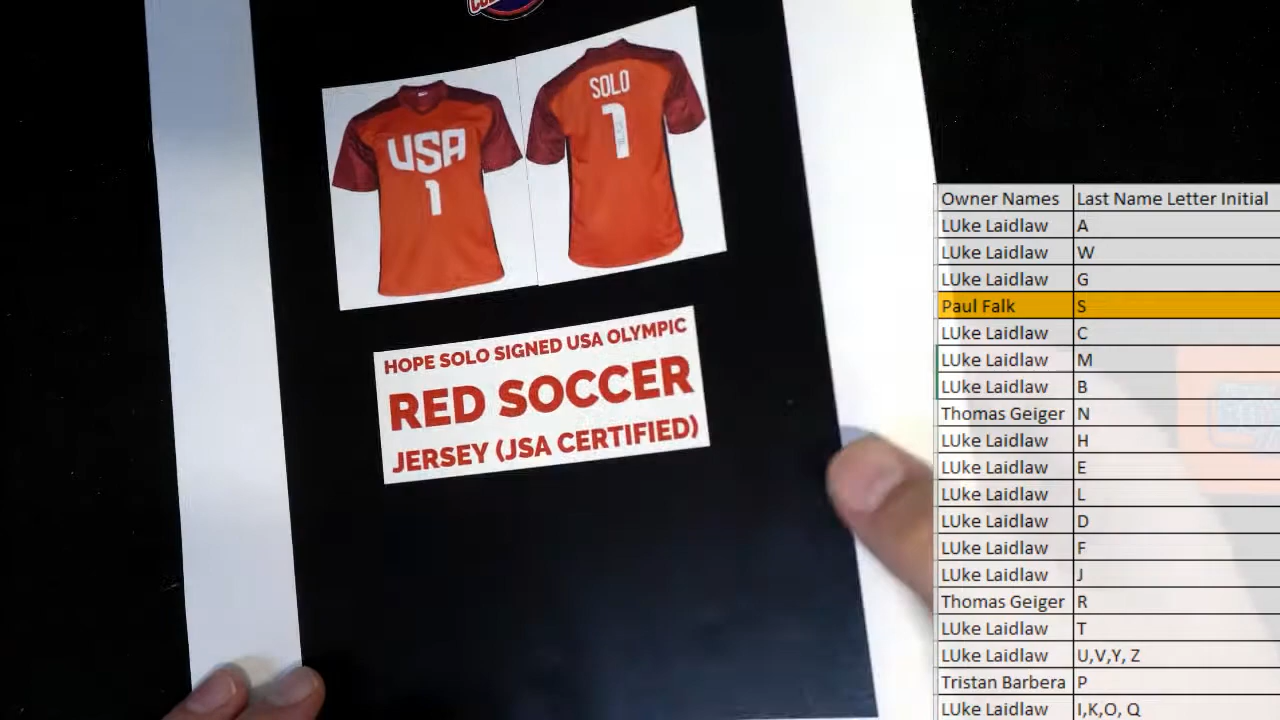 USA
1
SOLO
1
HOPE SOLO SIGNED USA OLYMPIC
RED SOCCER
JERSEY (JSA CERTIFIED)
Owner Names Last Name Letter Initial
LUke Laidlaw A
LUke Laidlaw W
LUke Laidlaw G
Paul Falk S
LUke Laidlaw C
LUke Laidlaw M
LUke Laidlaw B
Thomas Geiger N
LUke Laidlaw H
LUke Laidlaw E
LUke Laidlaw L
LUke Laidlaw D
LUke Laidlaw F
LUke Laidlaw J
Thomas Geiger R
LUke Laidlaw T
LUke Laidlaw U,V,Y, Z
Tristan Barbera P
LUke Laidlaw I,K,O, Q